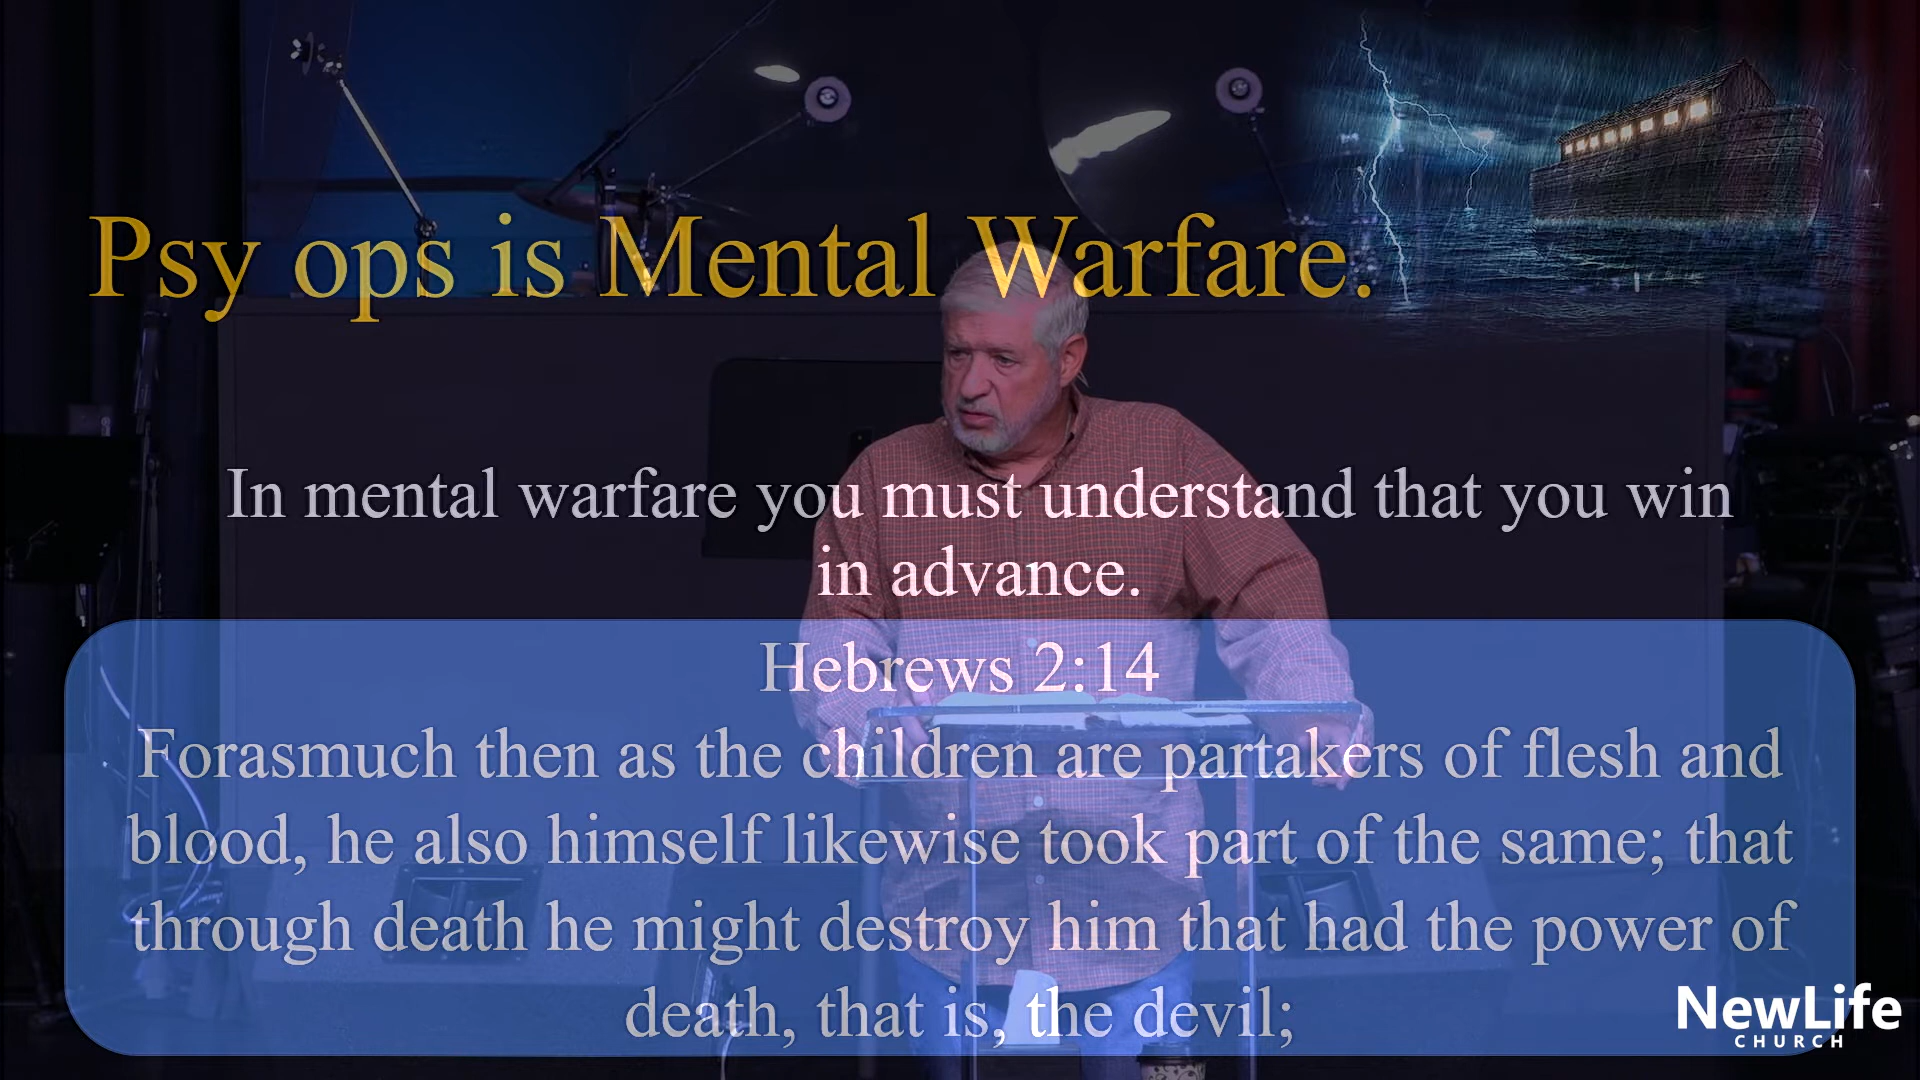 Psy ops is Mental Warfare.
In mental warfare you must understand that you win
in advance.
Hebrews 2:14
Forasmuch then as the children are partakers of flesh and
blood, he also himself likewise took part of the same; that
through death he might destroy him that had the power of
death, that is, the devil;
NewLife
CHURCH